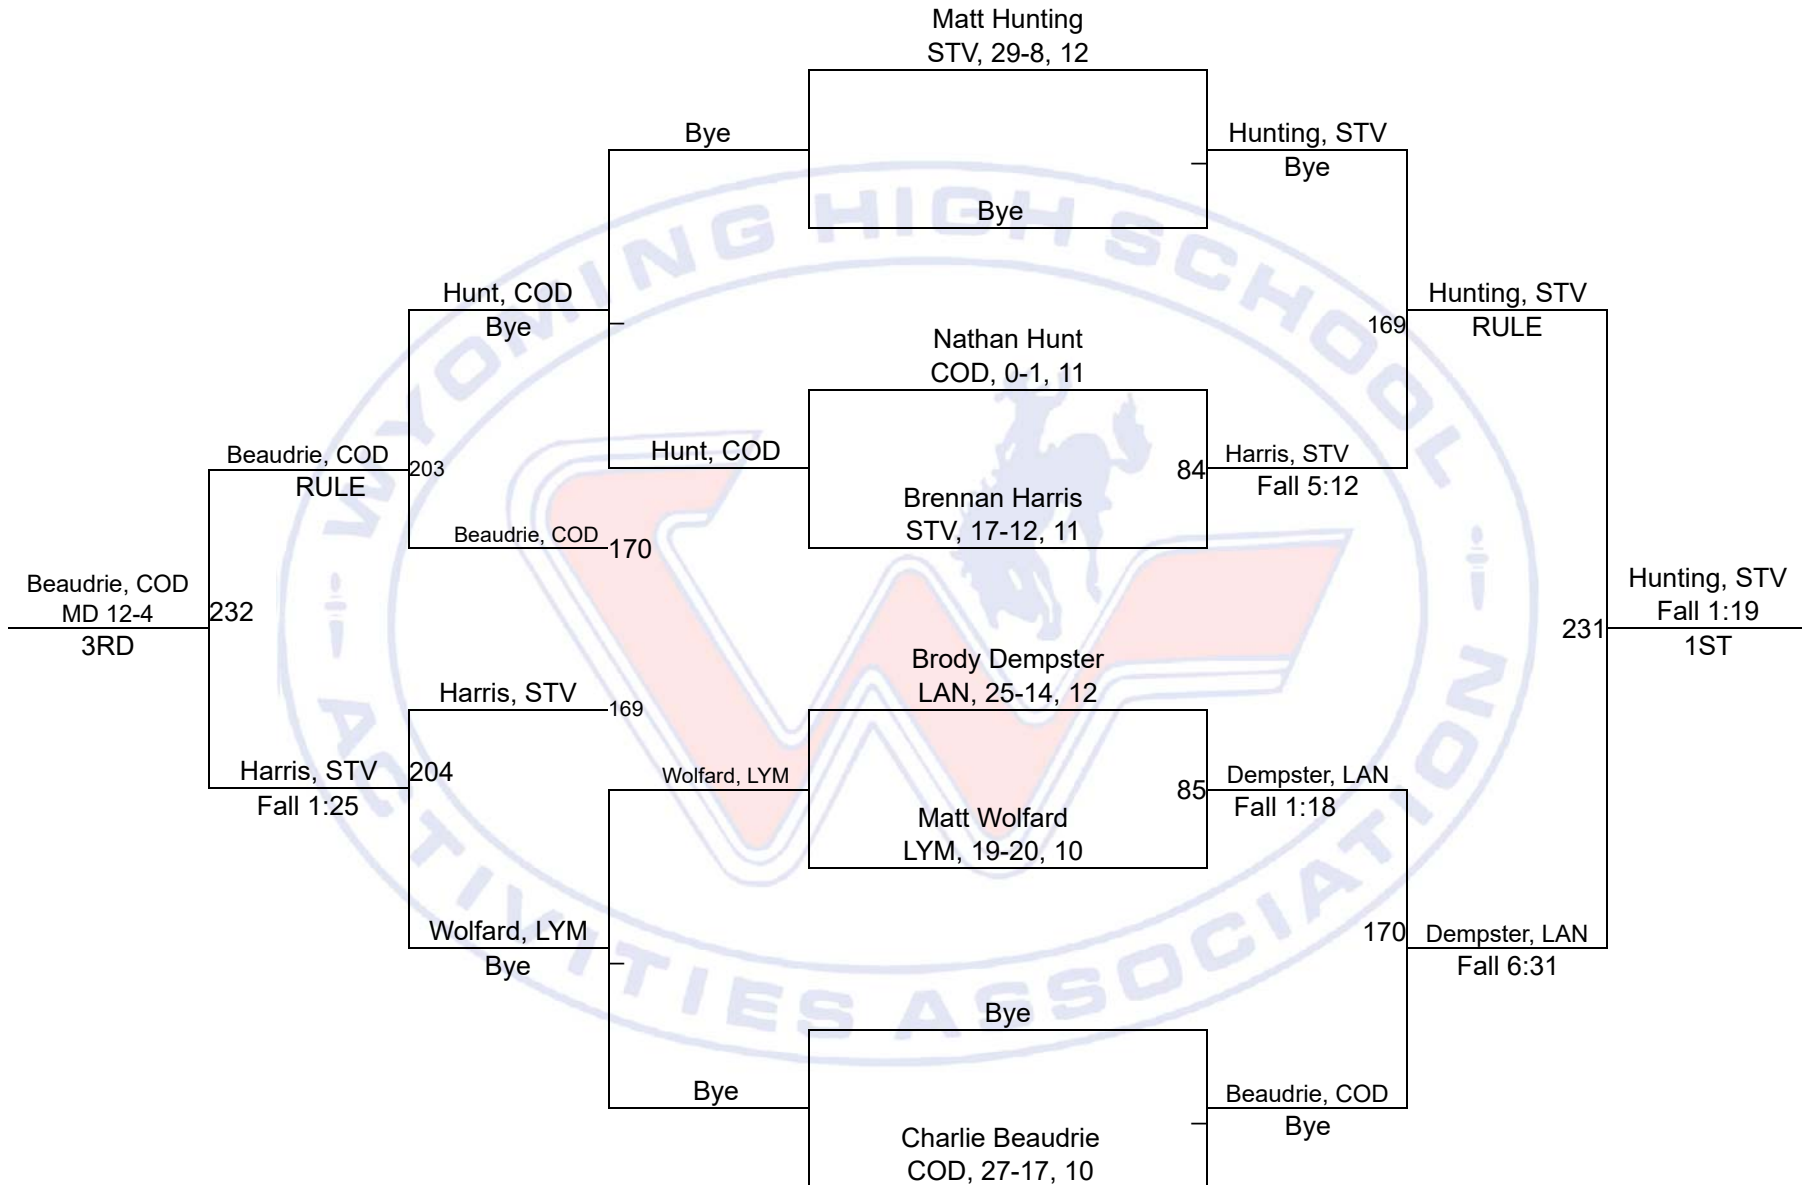 Matt Hunting
STV, 29-8, 12
Bye
Hunting, STV
Bye
Bye
Hunt, COD
Bye
Hunting, STV
RULE
169
Nathan Hunt
COD, 0-1, 11
Beaudrie, COD
RULE
203
Hunt, COD
84
Harris, STV
Fall 5:12
Brennan Harris
STV, 17-12, 11
Beaudrie, COD
170
Beaudrie, COD
MD 12-4
3RD
232
231
Hunting, STV
Fall 1:19
1ST
Brody Dempster
LAN, 25-14, 12
Harris, STV
169
Harris, STV
Fall 1:25
204
Wolfard, LYM
85
Dempster, LAN
Fall 1:18
Matt Wolfard
LYM, 19-20, 10
Wolfard, LYM
Bye
170
Dempster, LAN
Fall 6:31
Bye
Bye
Beaudrie, COD
Bye
Charlie Beaudrie
COD, 27-17, 10
WYOMING HIGH SCHOOL
ACTIVITIES ASSOCIATION